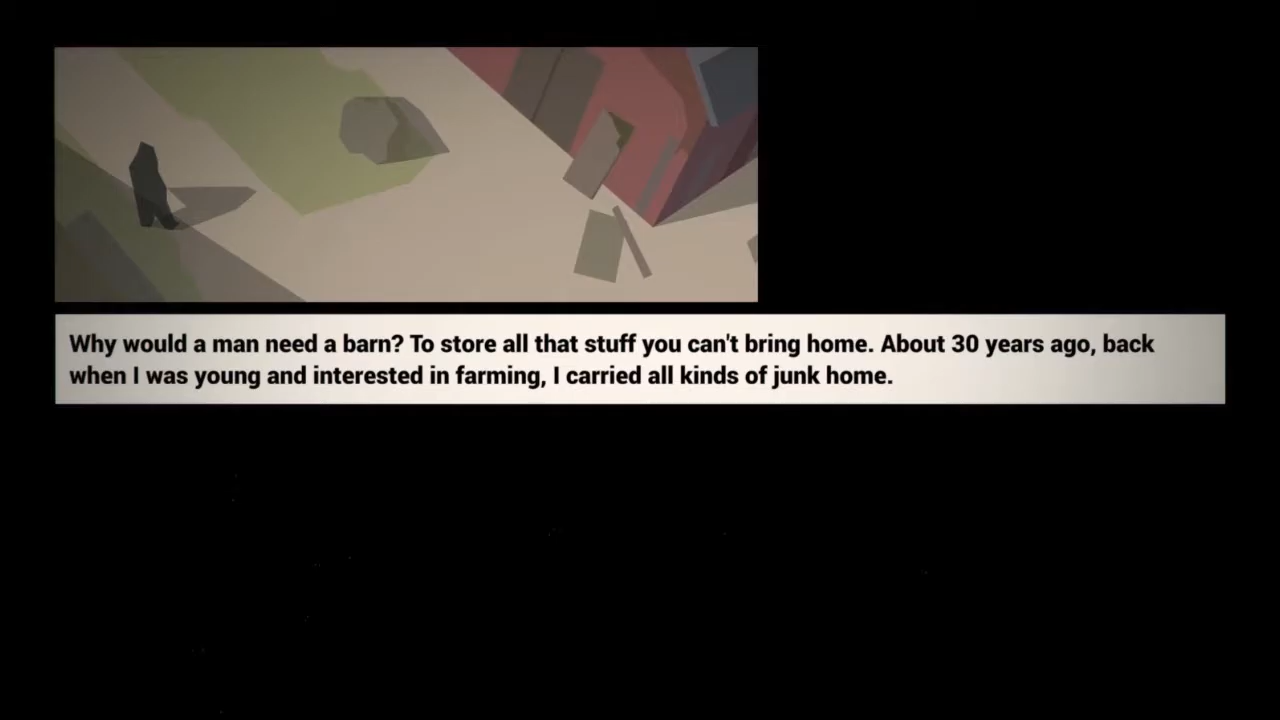 Why would a man need a barn? To store all that stuff you can't bring home. About 30 years ago, back
when I was young and interested in farming, I carried all kinds of junk home.